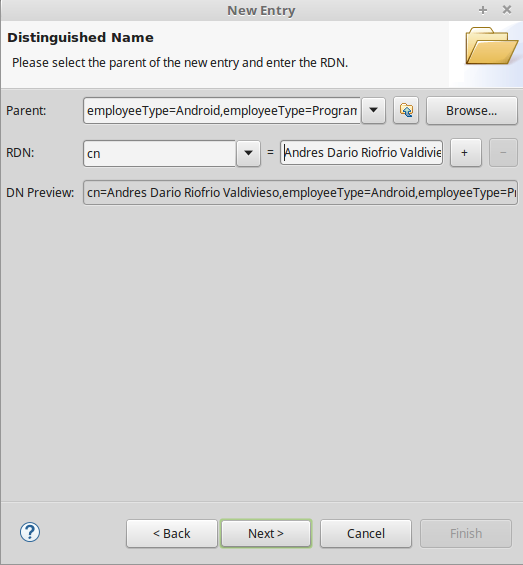 New Entry
Distinguished Name
Please select the parent of the new entry and enter the RDN.
Parent: employeeType=Android,employeeType=Program Browse...
RDN: cn = Andres Dario Riofrio Valdivie + −
DN Preview: cn=Andres Dario Riofrio Valdivieso,employeeType=Android,employeeType=Pr
< Back Next > Cancel Finish